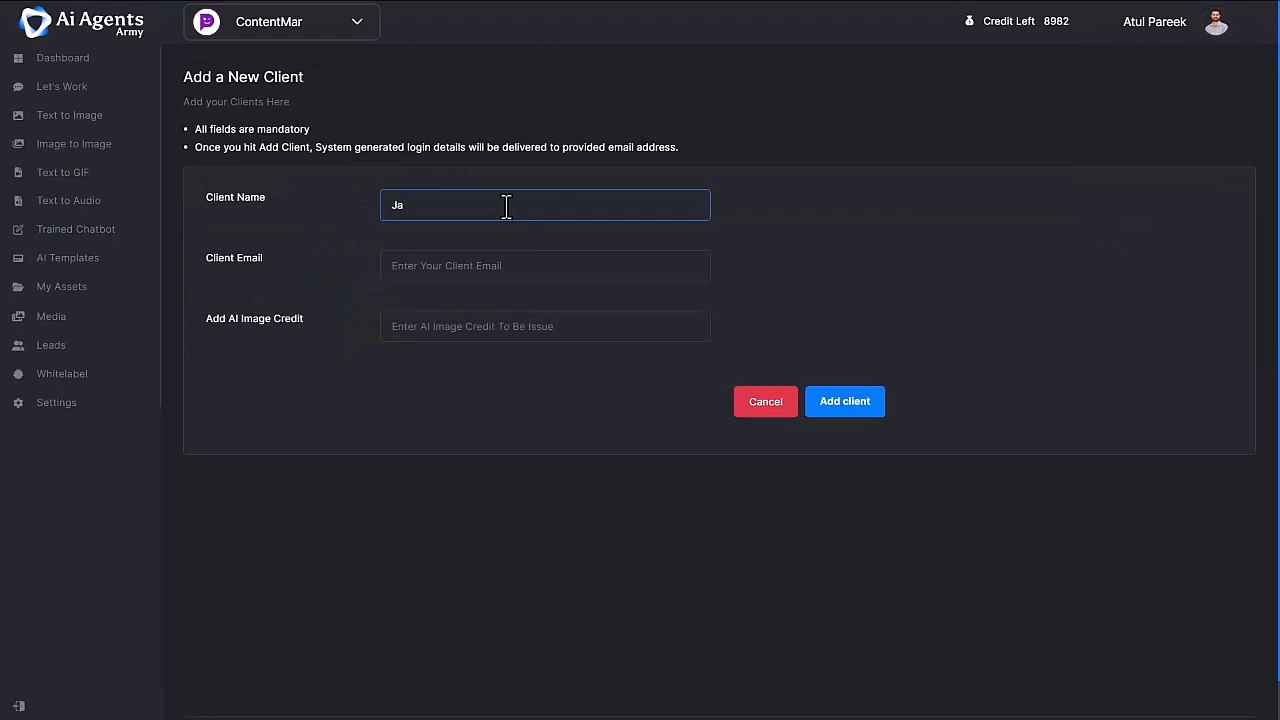 Ai Agents
Army
ContentMar
Credit Left 8982
Atul Pareek
Dashboard
Let's Work
Text to Image
Image to Image
Text to GIF
Text to Audio
Trained Chatbot
AI Templates
My Assets
Media
Leads
Whitelabel
Settings
Add a New Client
Add your Clients Here
• All fields are mandatory
• Once you hit Add Client, System generated login details will be delivered to provided email address.
Client Name
Ja
Client Email
Enter Your Client Email
Add AI Image Credit
Enter AI Image Credit To Be Issue
Cancel
Add client